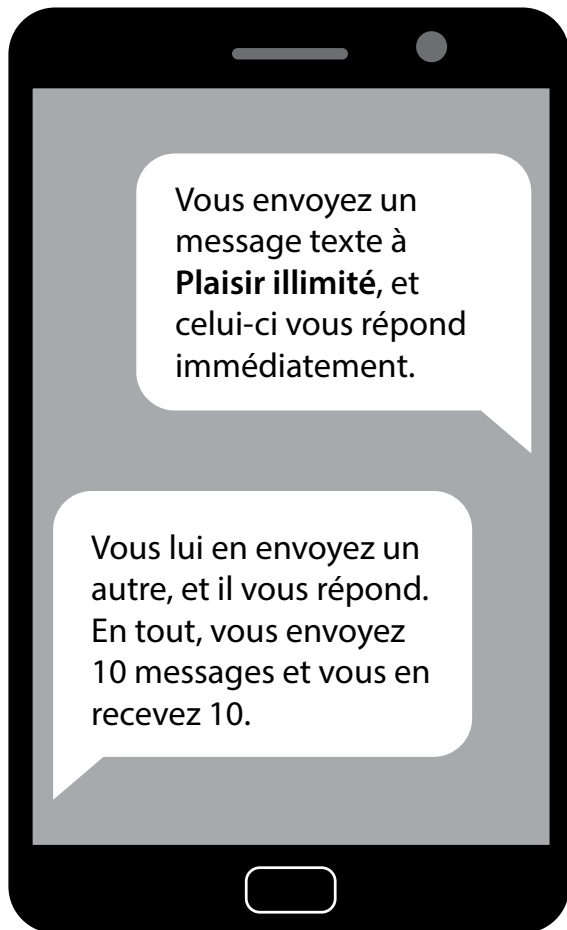 Vous envoyez un
message texte à
Plaisir illimité, et
celui-ci vous répond
immédiatement.
Vous lui en envoyez un
autre, et il vous répond.
En tout, vous envoyez
10 messages et vous en
recevez 10.